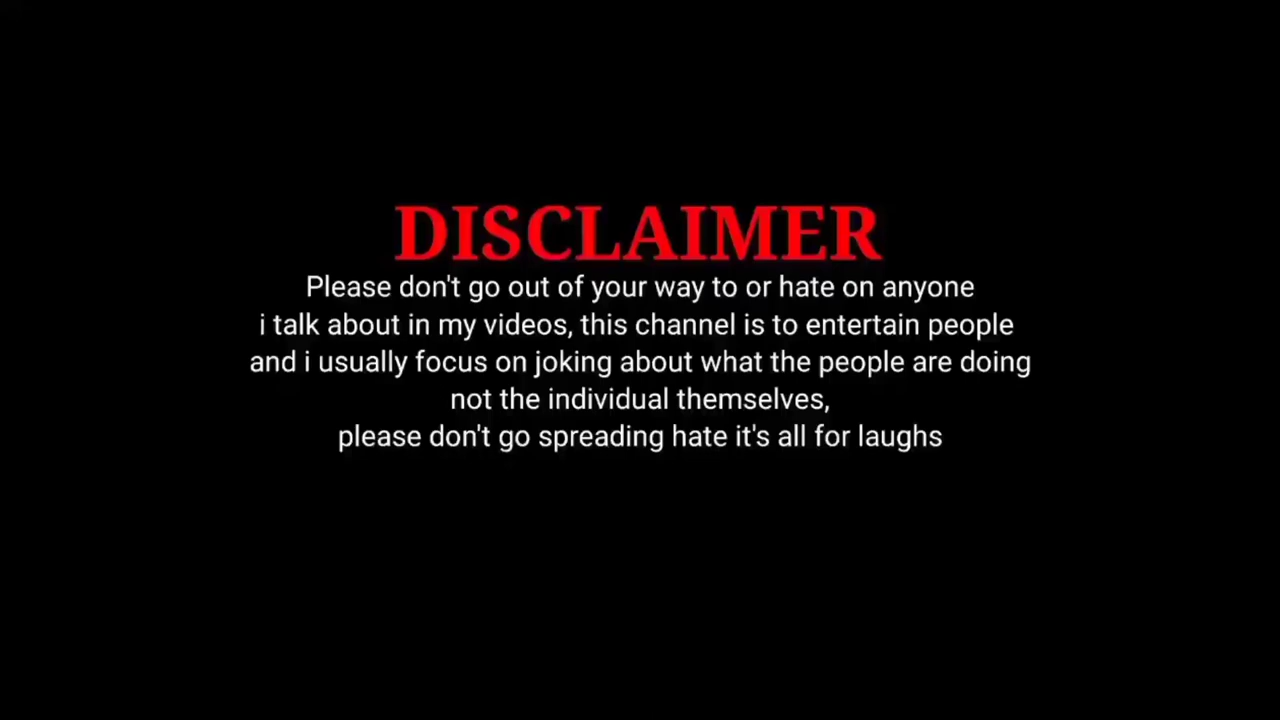 DISCLAIMER
Please don't go out of your way to or hate on anyone
i talk about in my videos, this channel is to entertain people
and i usually focus on joking about what the people are doing
not the individual themselves,
please don't go spreading hate it's all for laughs